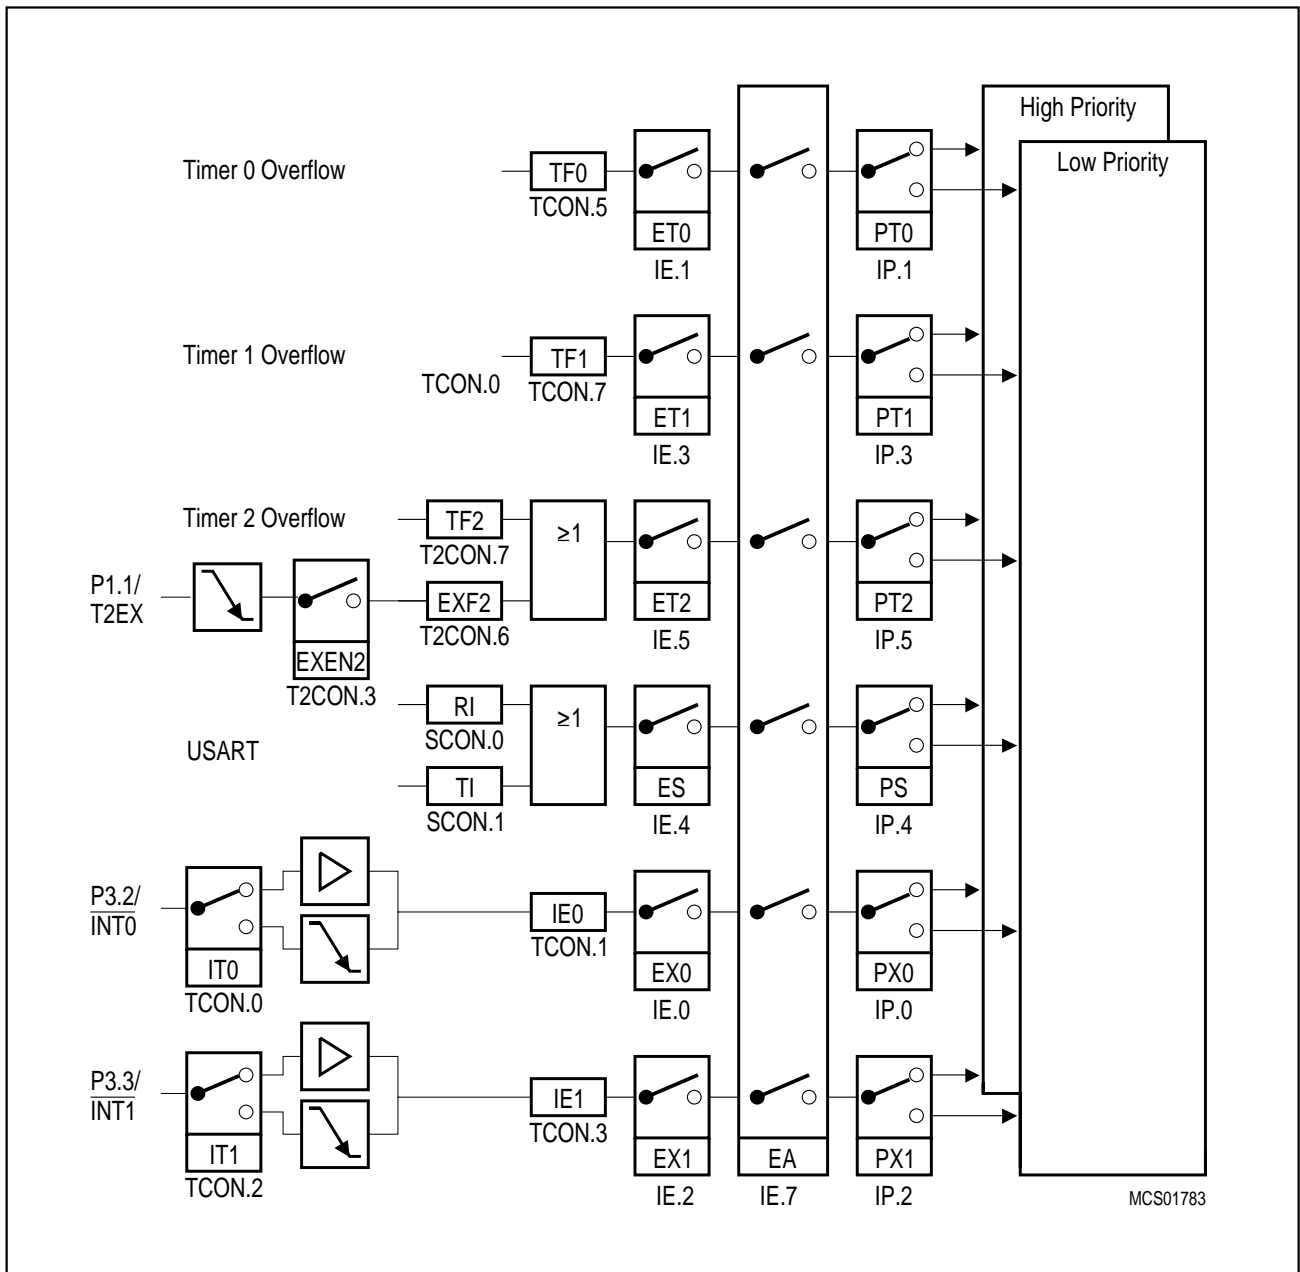 High Priority
Low Priority
Timer 0 Overflow
TF0
TCON.5
ET0
IE.1
PT0
IP.1
Timer 1 Overflow
TCON.0
TF1
TCON.7
ET1
IE.3
PT1
IP.3
Timer 2 Overflow
TF2
T2CON.7
≥1
P1.1/
T2EX
EXEN2
T2CON.3
EXF2
T2CON.6
ET2
IE.5
PT2
IP.5
USART
RI
SCON.0
≥1
TI
SCON.1
ES
IE.4
PS
IP.4
P3.2/
INT0
IT0
TCON.0
IE0
TCON.1
EX0
IE.0
PX0
IP.0
P3.3/
INT1
IT1
TCON.2
IE1
TCON.3
EX1
IE.2
EA
IE.7
PX1
IP.2
MCS01783